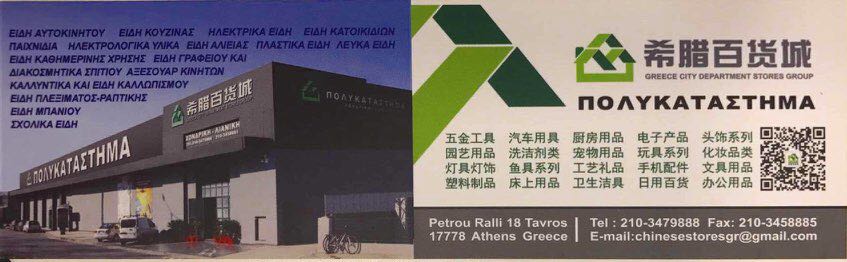 ΕΙΔΗ ΑΥΤΟΚΙΝΗΤΟΥ ΕΙΔΗ ΚΟΥΖΙΝΑΣ ΗΛΕΚΤΡΙΚΑ ΕΙΔΗ ΕΙΔΗ ΚΑΤΟΙΚΙΔΙΩΝ
ΠΑΙΧΝΙΔΙΑ ΗΛΕΚΤΡΟΛΟΓΙΚΑ ΥΛΙΚΑ ΕΙΔΗ ΑΛΙΕΙΑΣ ΠΛΑΣΤΙΚΑ ΕΙΔΗ ΛΕΥΚΑ ΕΙΔΗ
ΕΙΔΗ ΚΑΘΗΜΕΡΙΝΗΣ ΧΡΗΣΗΣ ΕΙΔΗ ΓΡΑΦΕΙΟΥ ΚΑΙ
ΔΙΑΚΟΣΜΗΤΙΚΑ ΣΠΙΤΙΟΥ ΑΞΕΣΟΥΑΡ ΚΙΝΗΤΩΝ
ΚΑΛΛΥΝΤΙΚΑ ΚΑΙ ΕΙΔΗ ΚΑΛΛΩΠΙΣΜΟΥ
ΕΙΔΗ ΠΛΕΞΙΜΑΤΟΣ-ΡΑΠΤΙΚΗΣ
ΕΙΔΗ ΜΠΑΝΙΟΥ
ΣΧΟΛΙΚΑ ΕΙΔΗ
希腊百货城
ΧΟΝΔΡΙΚΗ - ΛΙΑΝΙΚΗ
ΠΟΛΥΚΑΤΑΣΤΗΜΑ
ΠΟΛΥΚΑΤΑΣΤΗΜΑ
希腊百货城
GREECE CITY DEPARTMENT STORES GROUP
ΠΟΛΥΚΑΤΑΣΤΗΜΑ
五金工具 汽车用具 厨房用品 电子产品 头饰系列
园艺用品 洗洁剂类 宠物用品 玩具系列 化妆品类
灯具灯饰 鱼具系列 工艺礼品 手机配件 文具用品
塑料制品 床上用品 卫生洁具 日用百货 办公用品
Petrou Ralli 18 Tavros Tel : 210-3479888 Fax: 210-3458885
17778 Athens Greece E-mail:chinesestoresgr@gmail.com